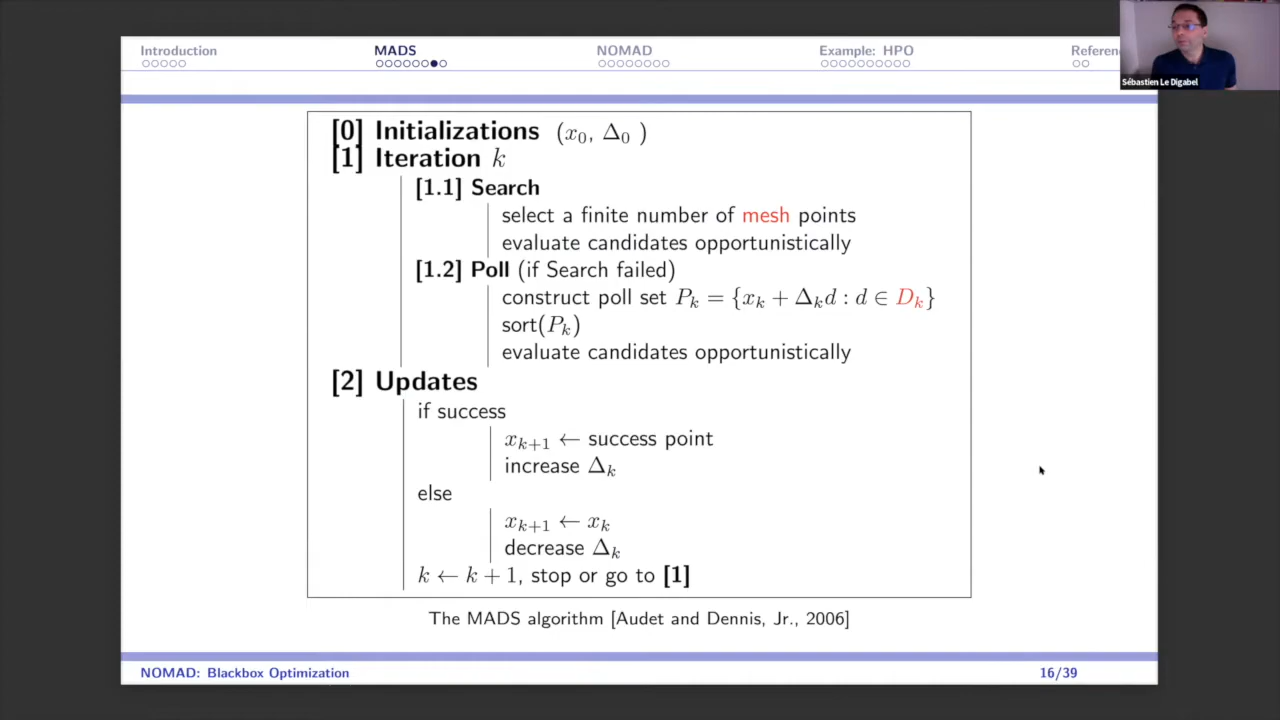 Introduction MADS NOMAD Example: HPO Referen
Sébastien Le Digabel
[0] Initializations (x₀, Δ₀ )
[1] Iteration k
[1.1] Search
select a finite number of mesh points
evaluate candidates opportunistically
[1.2] Poll (if Search failed)
construct poll set Pₖ = {xₖ + Δₖd : d ∈ Dₖ}
sort(Pₖ)
evaluate candidates opportunistically
[2] Updates
if success
xₖ₊₁ ← success point
increase Δₖ
else
xₖ₊₁ ← xₖ
decrease Δₖ
k ← k + 1, stop or go to [1]
The MADS algorithm [Audet and Dennis, Jr., 2006]
NOMAD: Blackbox Optimization 16/39